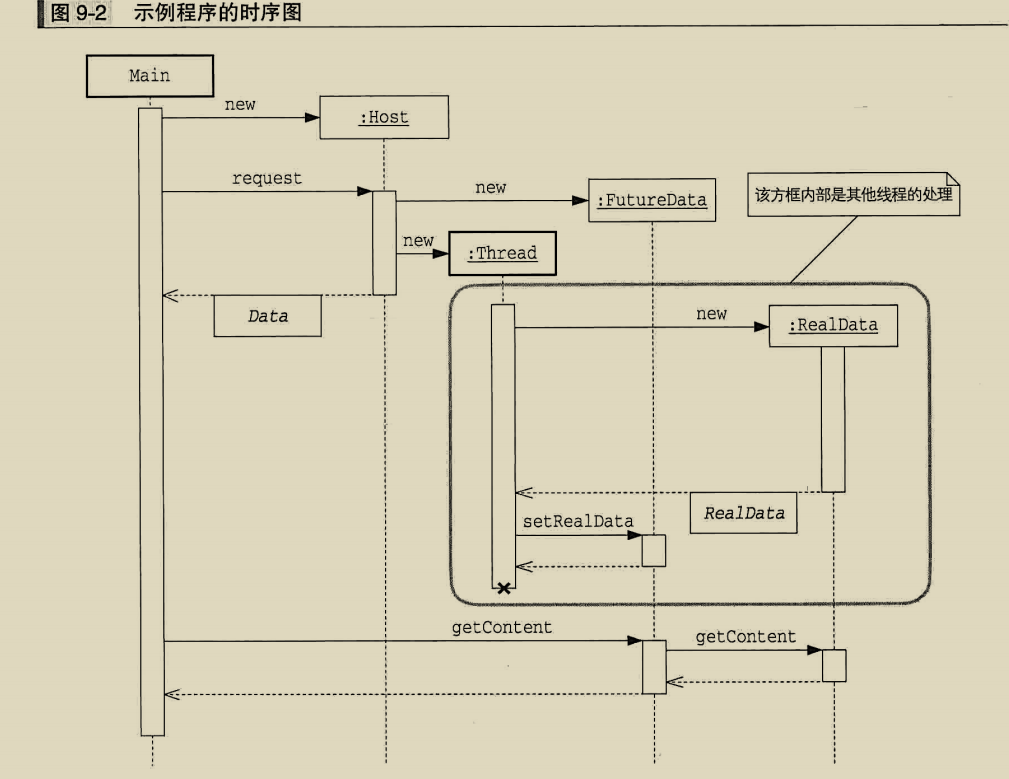 图 9-2 示例程序的时序图
Main
new
:Host
request
new
:FutureData
该方框内部是其他线程的处理
new
:Thread
Data
new
:RealData
RealData
setRealData
getContent
getContent